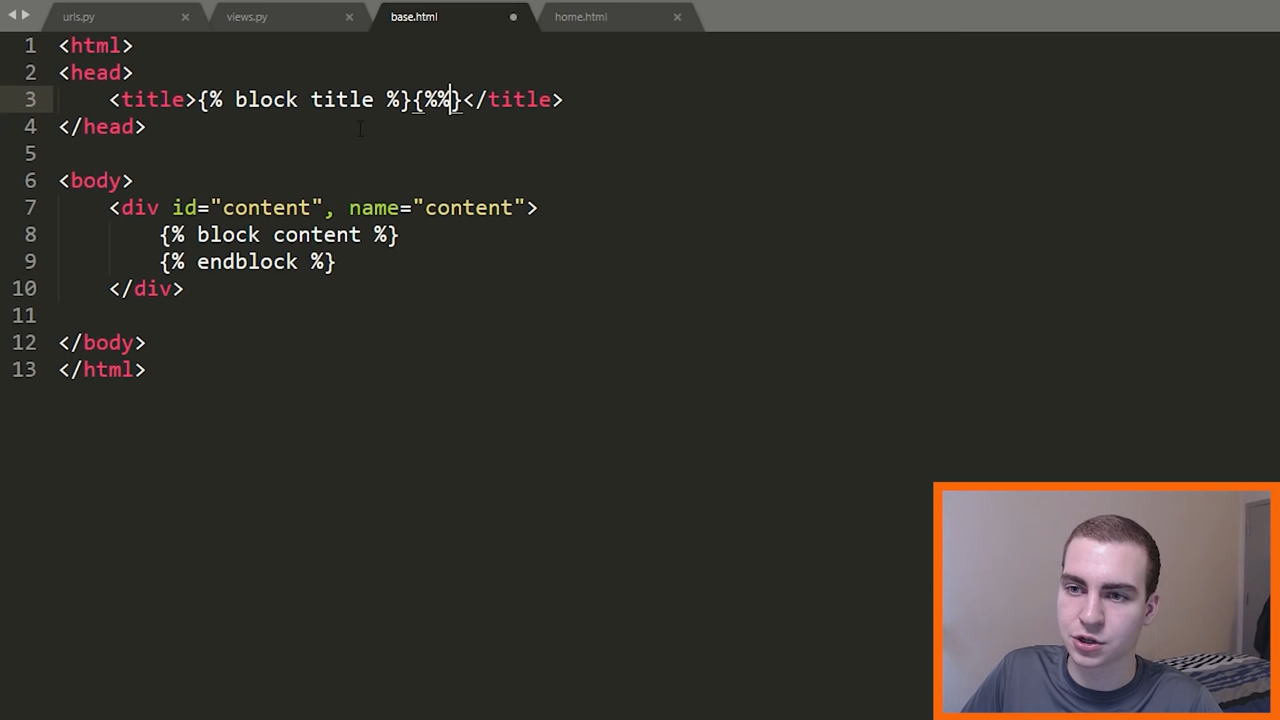 urls.py × views.py × base.html home.html ×
1 <html>
2 <head>
3 <title>{% block title %}{%%}</title>
4 </head>
5
6 <body>
7 <div id="content", name="content">
8 {% block content %}
9 {% endblock %}
10 </div>
11
12 </body>
13 </html>